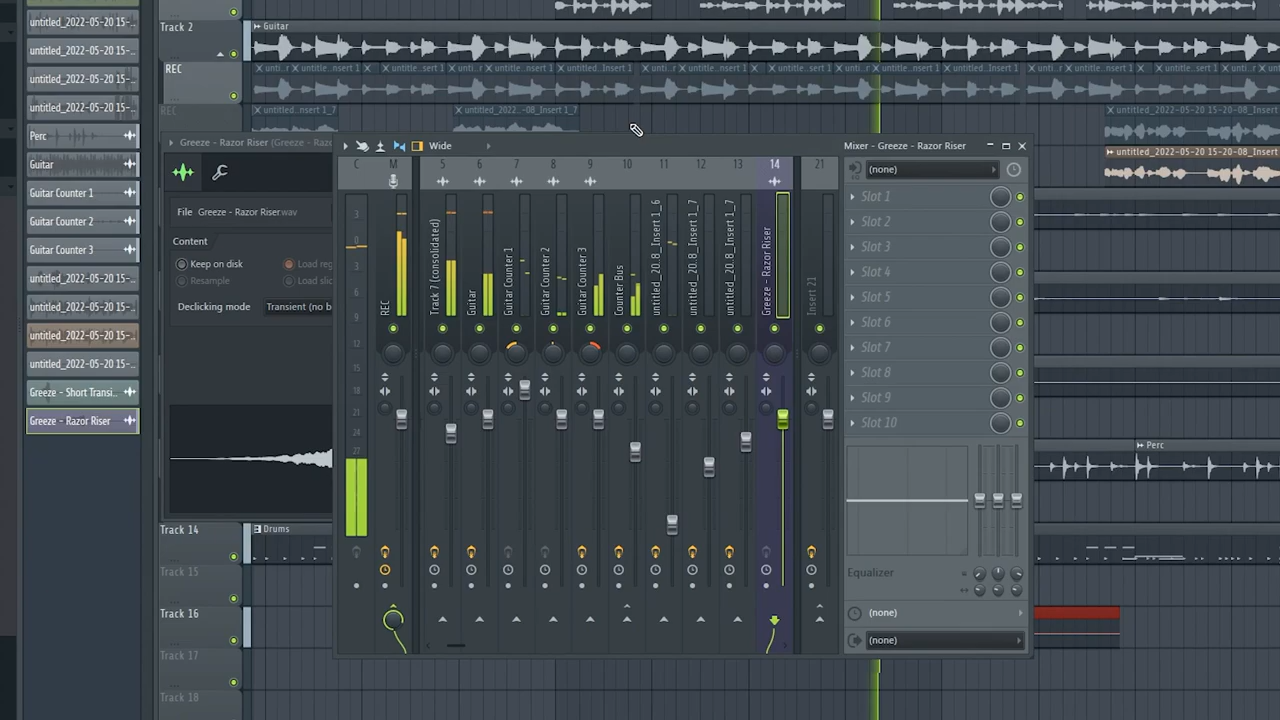 untitled_2022-05-20 15-..
untitled_2022-05-20 15-..
untitled_2022-05-20 15-..
untitled_2022-05-20 15-..
Perc
Guitar
Guitar Counter 1
Guitar Counter 2
Guitar Counter 3
untitled_2022-05-20 15-..
untitled_2022-05-20 15-..
untitled_2022-05-20 15-..
untitled_2022-05-20 15-..
Greeze - Short Transi..
Greeze - Razor Riser
Track 2
Guitar
REC
REC
untitled_2022-05-20 15-20-08_Insert
untitled_2022-05-20 15-20-08_Insert 1
Greeze - Razor Riser (Greeze - Ra
File Greeze - Razor Riser.wav
Content
Keep on disk
Load reg
Resample
Load slic
Declicking mode
Transient (no b
Wide
Mixer - Greeze - Razor Riser
C M 5 6 7 8 9 10 11 12 13 14 21
3
0
3
6
9
12
15
18
21
24
27
REC
Track 7 (consolidated)
Guitar
Guitar Counter 1
Guitar Counter 2
Guitar Counter 3
Counter Bus
untitled_20.8_Insert 1_6
untitled_20.8_Insert 1_7
untitled_20.8_Insert 1_7
Greeze - Razor Riser
Insert 21
(none)
Slot 1
Slot 2
Slot 3
Slot 4
Slot 5
Slot 6
Slot 7
Slot 8
Slot 9
Slot 10
Equalizer
(none)
(none)
Perc
Track 14
Drums
Track 15
Track 16
Track 17
Track 18